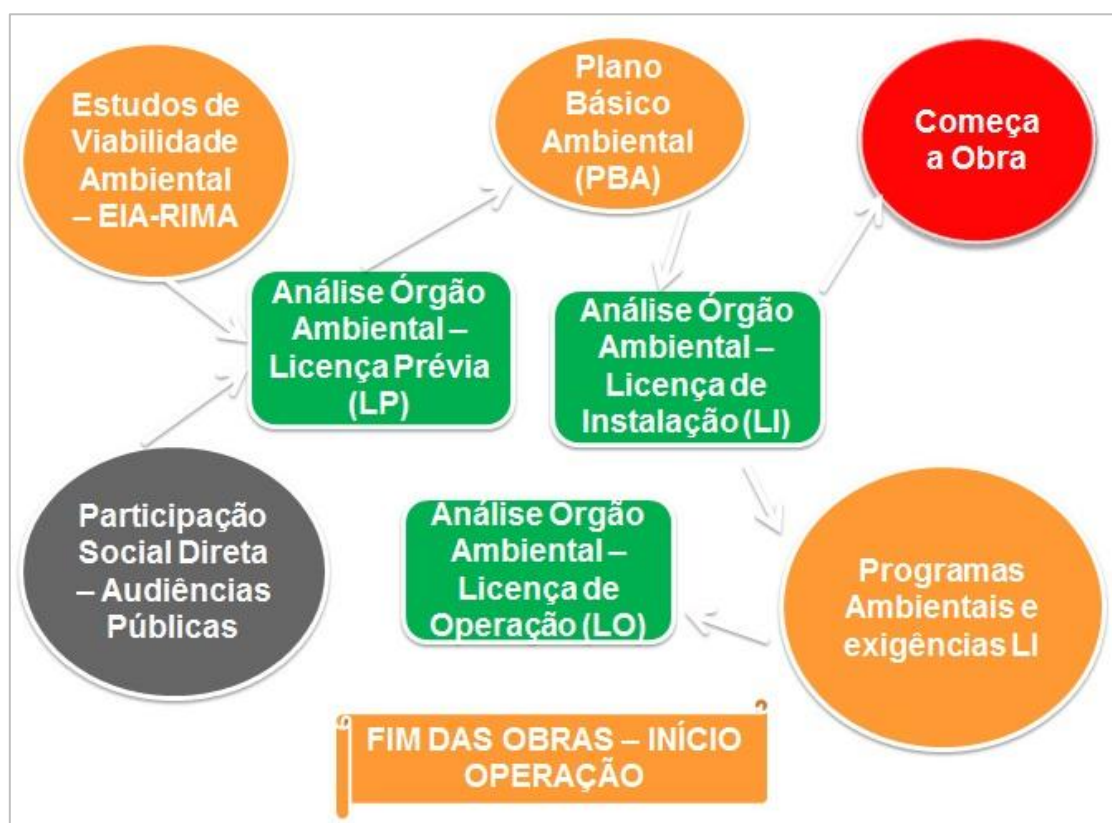 Estudos de
Viabilidade
Ambiental
– EIA-RIMA
Plano
Básico
Ambiental
(PBA)
Começa
a Obra
Análise Órgão
Ambiental –
Licença Prévia
(LP)
Análise Órgão
Ambiental –
Licença de
Instalação (LI)
Participação
Social Direta
– Audiências
Públicas
Análise Orgão
Ambiental –
Licença de
Operação (LO)
Programas
Ambientais e
exigências LI
FIM DAS OBRAS – INÍCIO
OPERAÇÃO